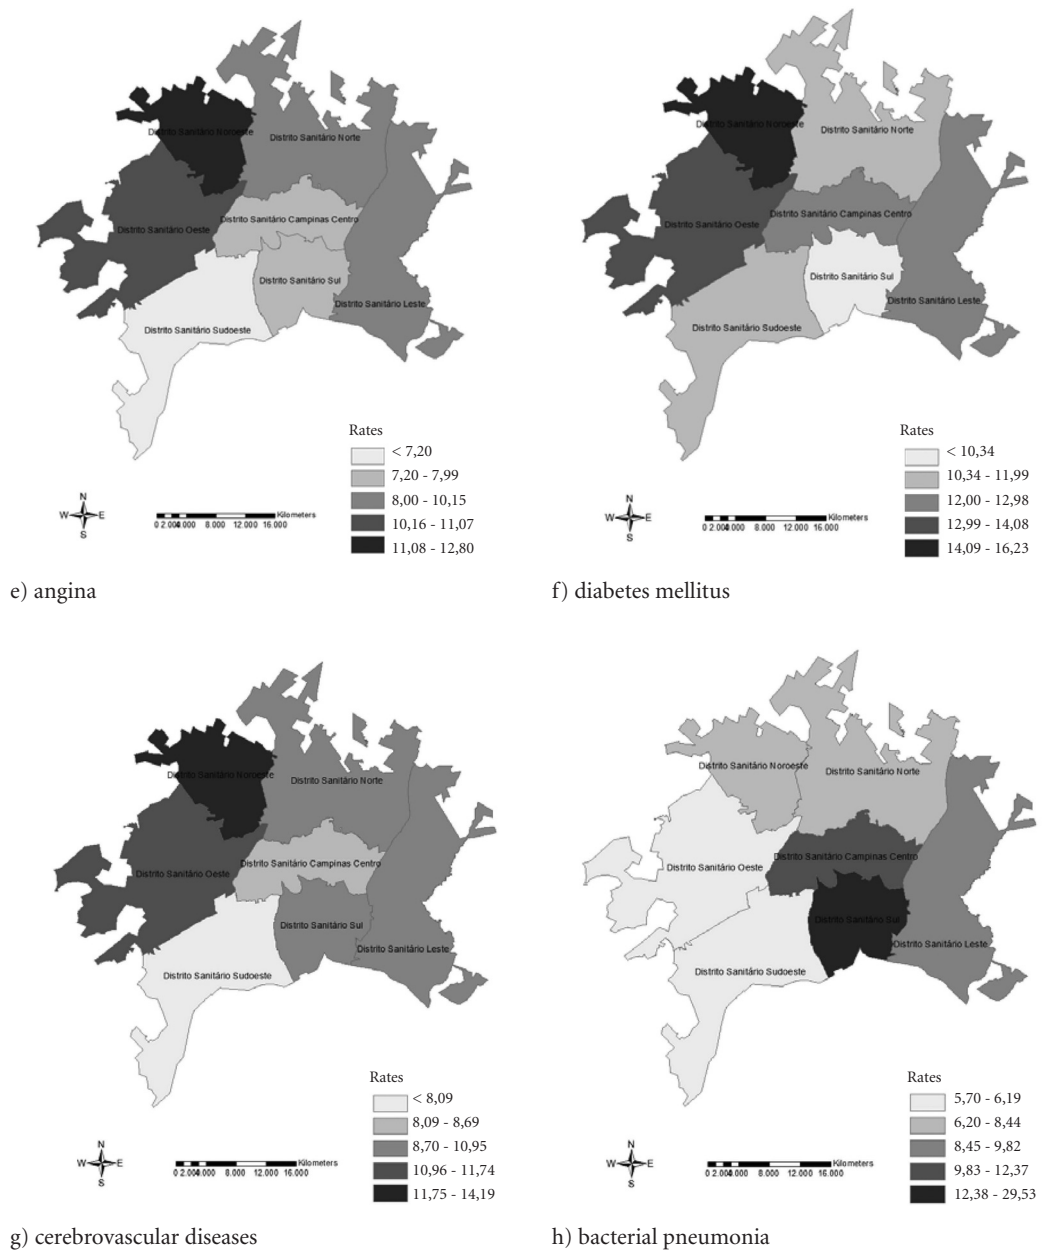 Distrito Sanitário Noroeste
Distrito Sanitário Norte
Distrito Sanitário Campinas Centro
Distrito Sanitário Oeste
Distrito Sanitário Sul
Distrito Sanitário Leste
Distrito Sanitário Sudoeste
Rates
< 7,20
7,20 - 7,99
8,00 - 10,15
10,16 - 11,07
11,08 - 12,80
N
W E
S
Kilometers
8.000 12.000 16.000
e) angina
Distrito Sanitário Noroeste
Distrito Sanitário Norte
Distrito Sanitário Campinas Centro
Distrito Sanitário Oeste
Distrito Sanitário Sul
Distrito Sanitário Leste
Distrito Sanitário Sudoeste
Rates
< 10,34
10,34 - 11,99
12,00 - 12,98
12,99 - 14,08
14,09 - 16,23
N
W E
S
Kilometers
8.000 12.000 16.000
f) diabetes mellitus
Distrito Sanitário Noroeste
Distrito Sanitário Norte
Distrito Sanitário Campinas Centro
Distrito Sanitário Oeste
Distrito Sanitário Sul
Distrito Sanitário Leste
Distrito Sanitário Sudoeste
Rates
< 8,09
8,09 - 8,69
8,70 - 10,95
10,96 - 11,74
11,75 - 14,19
N
W E
S
Kilometers
8.000 12.000 16.000
g) cerebrovascular diseases
Distrito Sanitário Noroeste
Distrito Sanitário Norte
Distrito Sanitário Campinas Centro
Distrito Sanitário Oeste
Distrito Sanitário Sul
Distrito Sanitário Leste
Distrito Sanitário Sudoeste
Rates
5,70 - 6,19
6,20 - 8,44
8,45 - 9,82
9,83 - 12,37
12,38 - 29,53
N
W E
S
Kilometers
8.000 12.000 16.000
h) bacterial pneumonia